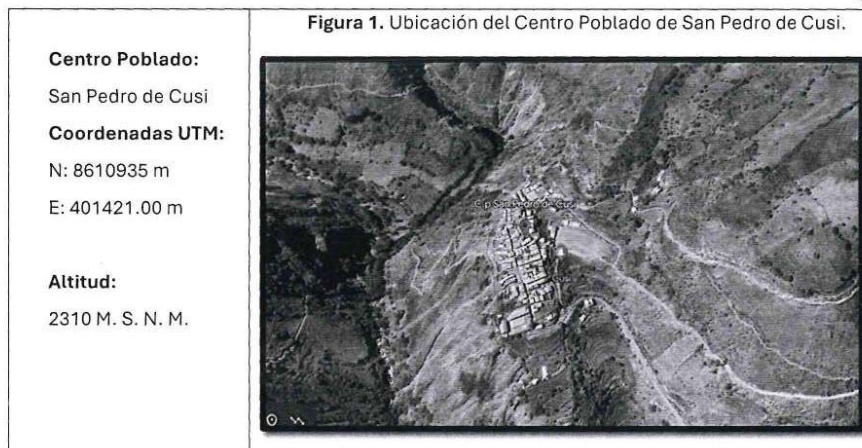 Figura 1. Ubicación del Centro Poblado de San Pedro de Cusi.
Centro Poblado:
San Pedro de Cusi
Coordenadas UTM:
N: 8610935 m
E: 401421.00 m
Altitud:
2310 M. S. N. M.
C.p San Pedro de Cusi